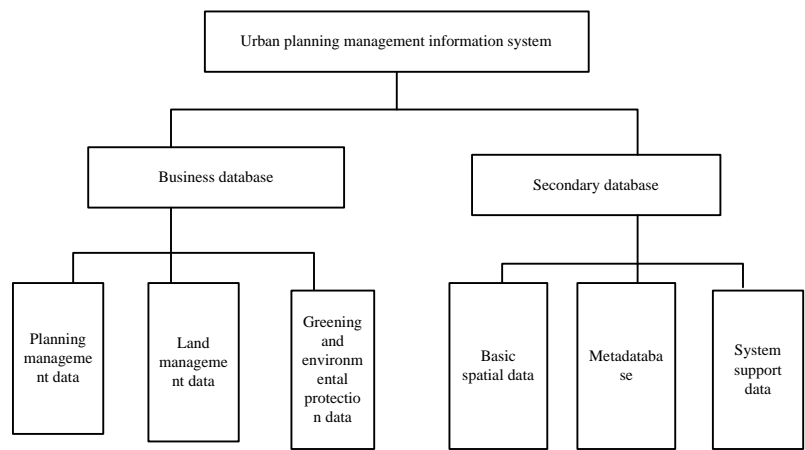 Urban planning management information system
Business database
Secondary database
Planning
manageme
nt data
Land
manageme
nt data
Greening
and
environm
ental
protectio
n data
Basic
spatial data
Metadataba
se
System
support
data